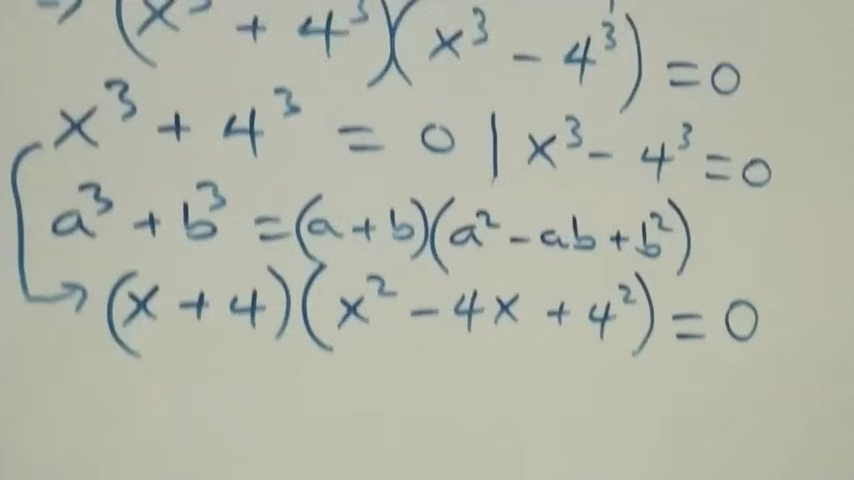 (x³ + 4³)(x³ - 4³) = 0
x³ + 4³ = 0 | x³ - 4³ = 0
a³ + b³ = (a + b)(a² - ab + b²)
(x + 4)(x² - 4x + 4²) = 0